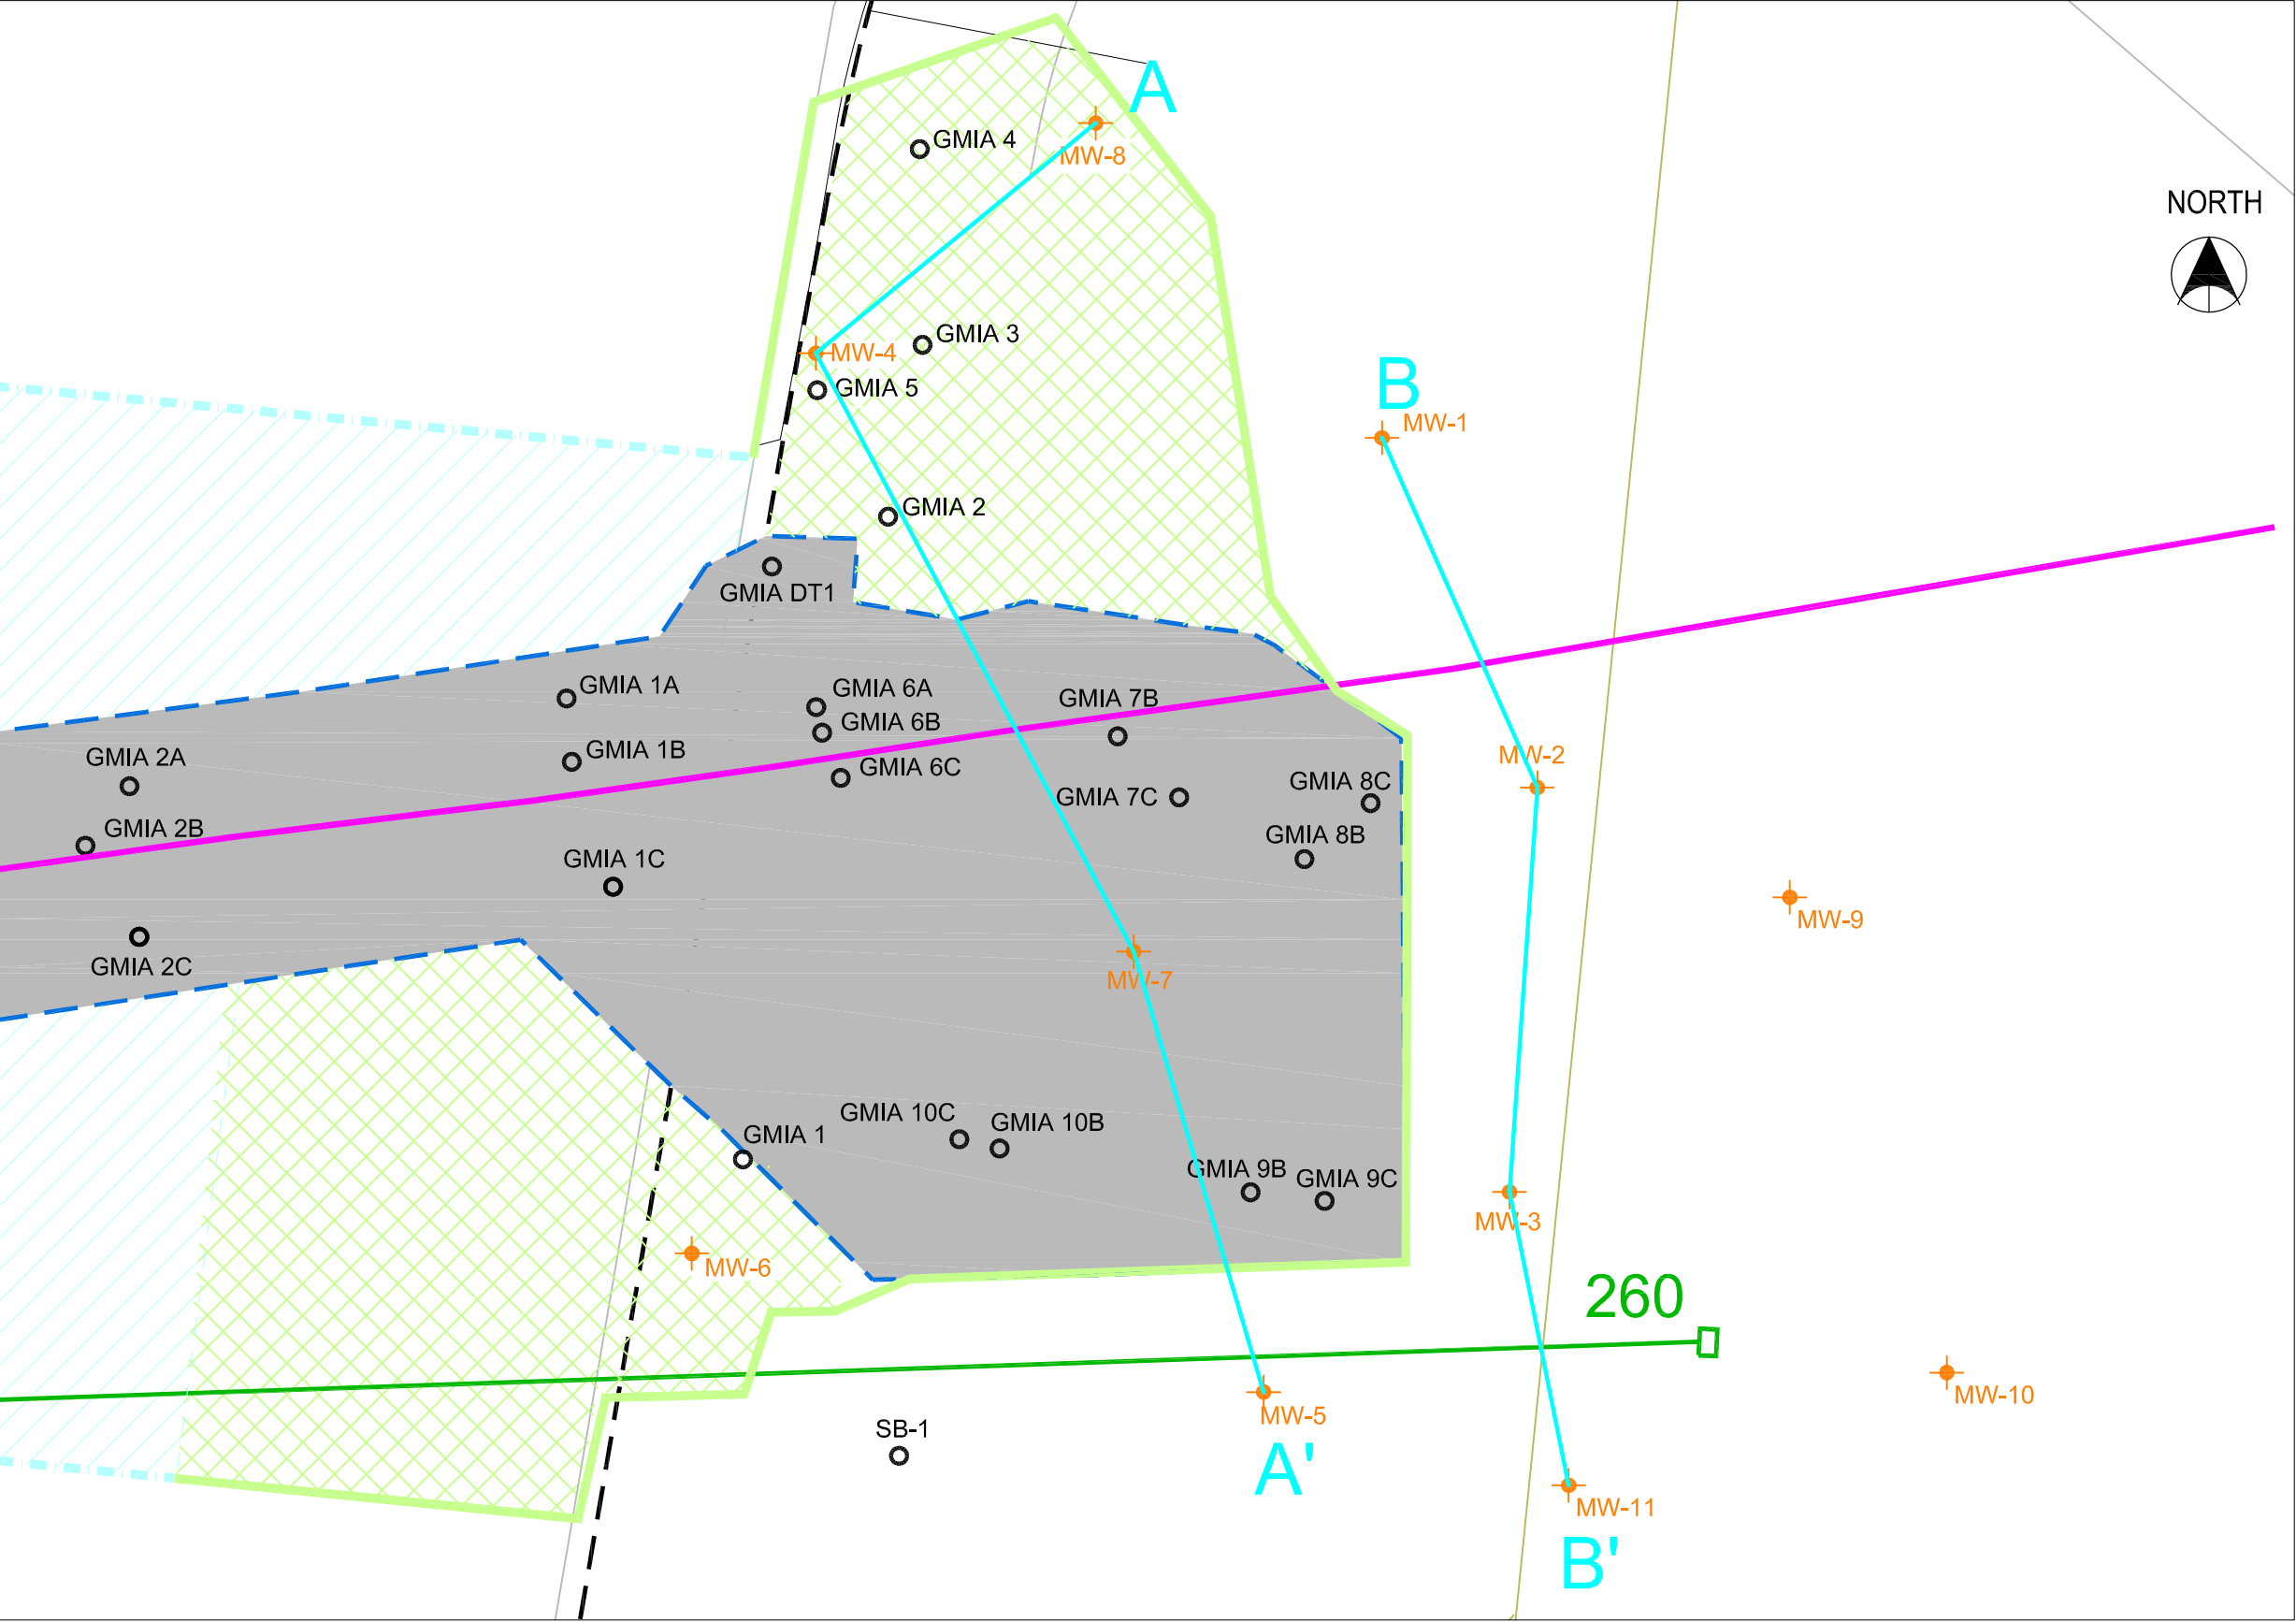 A
GMIA 4
MW-8
NORTH
GMIA 3
MW-4
GMIA 5
B
MW-1
GMIA 2
GMIA DT1
GMIA 1A
GMIA 6A
GMIA 7B
GMIA 6B
GMIA 1B
GMIA 2A
MW-2
GMIA 6C
GMIA 8C
GMIA 7C
GMIA 2B
GMIA 8B
GMIA 1C
MW-9
GMIA 2C
MW-7
GMIA 10C
GMIA 10B
GMIA 1
GMIA 9B
GMIA 9C
MW-3
MW-6
260
MW-10
MW-5
SB-1
A'
MW-11
B'